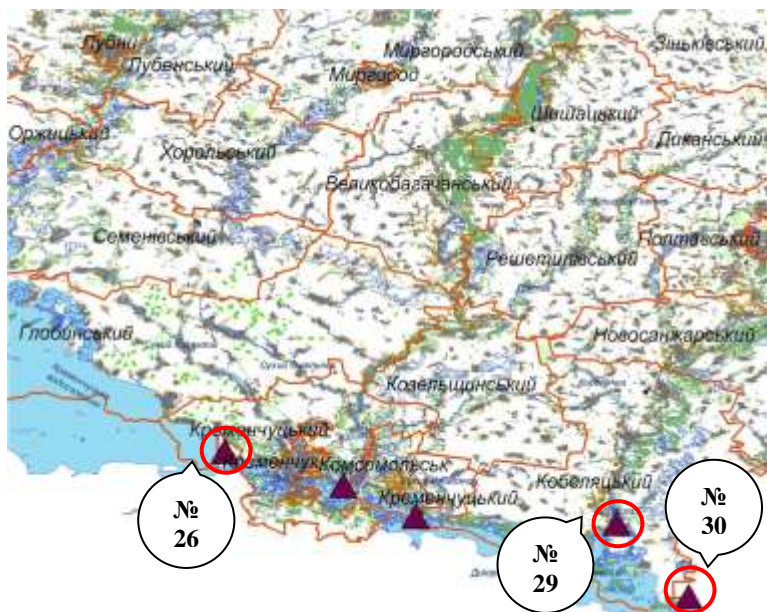 Лубни
Лубенський
Миргородський
Зіньківський
Миргород
Шишацький
Оржицький
Хорольський
Диканський
Великобагачанський
Семенівський
Полтавський
Решетилівський
Глобинський
Новосанжарський
Козельщинський
Кременчуцький
Кременчук
Комсомольськ
Кобеляцький
Кременчуцький
№
26
№
29
№
30